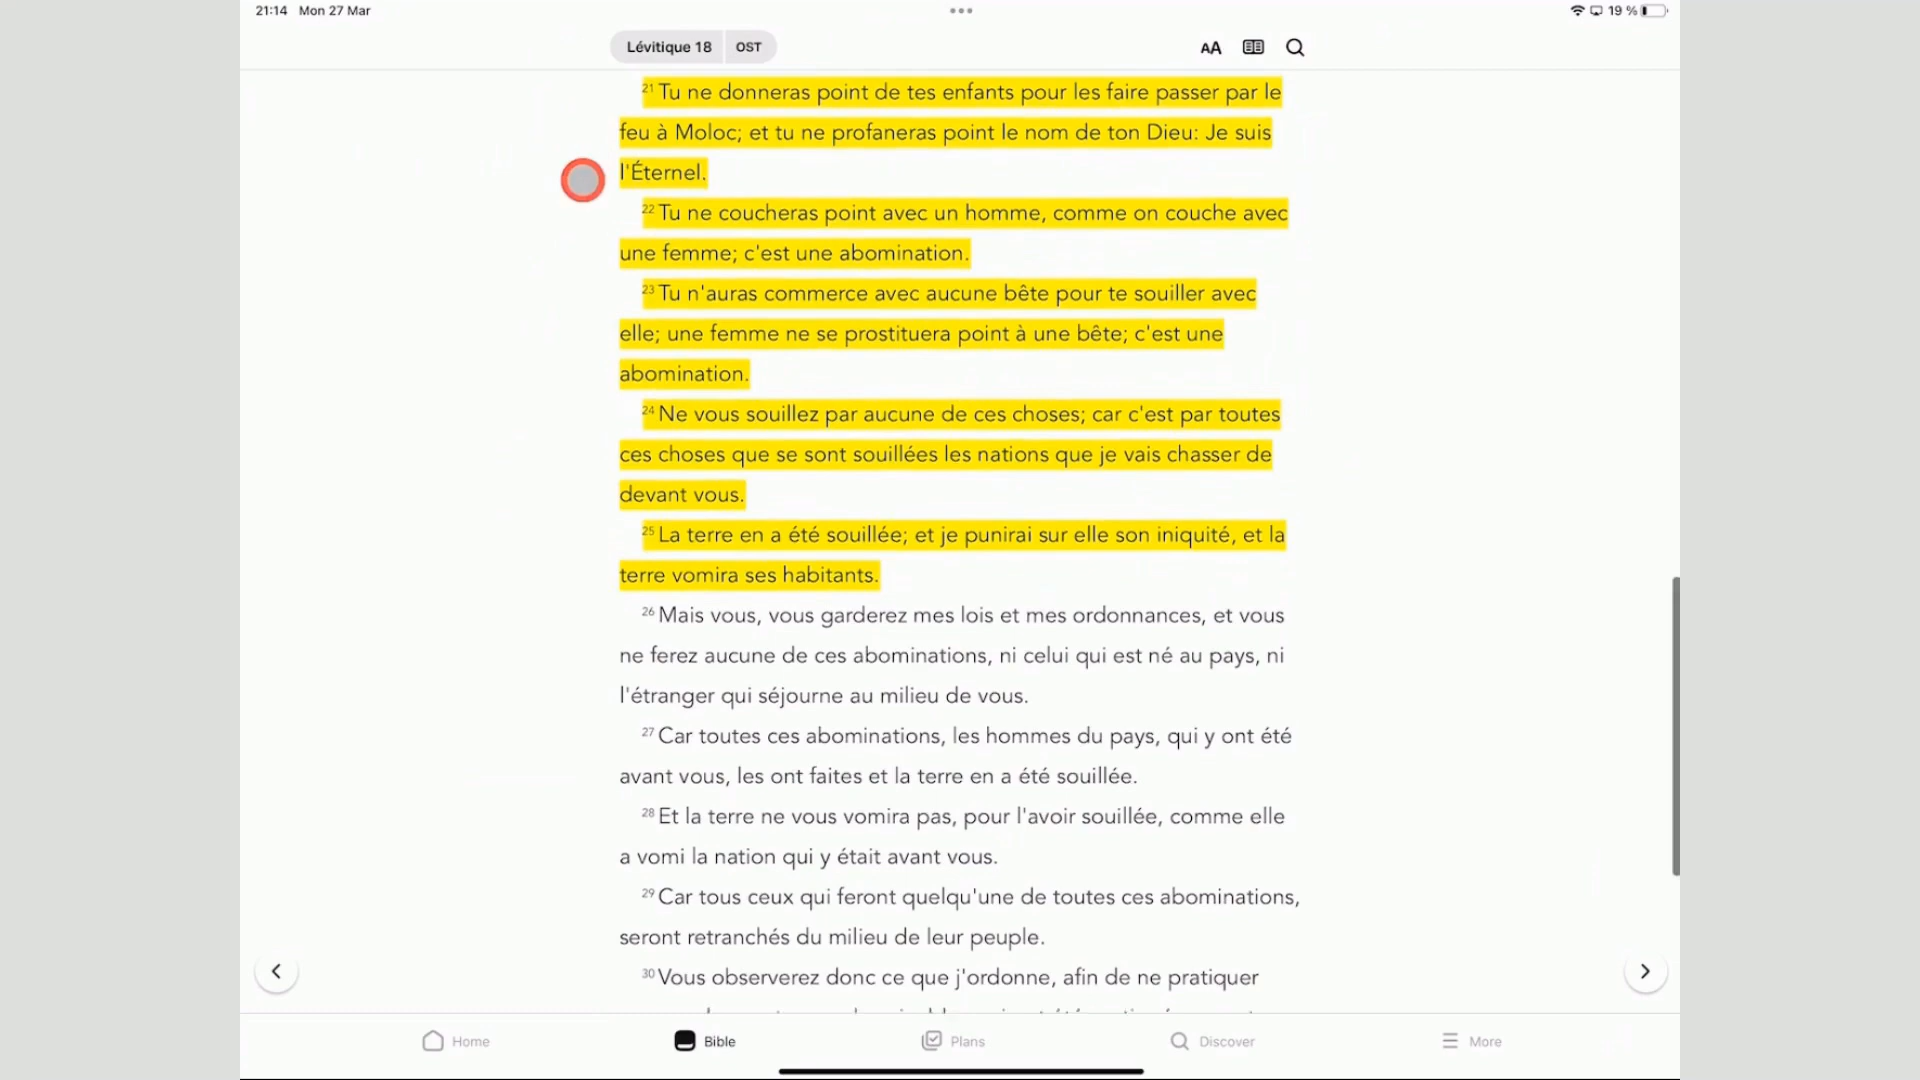 21:14 Mon 27 Mar
19 %
Lévitique 18 OST
AA
21 Tu ne donneras point de tes enfants pour les faire passer par le
feu à Moloc; et tu ne profaneras point le nom de ton Dieu: Je suis
l'Éternel.
22 Tu ne coucheras point avec un homme, comme on couche avec
une femme; c'est une abomination.
23 Tu n'auras commerce avec aucune bête pour te souiller avec
elle; une femme ne se prostituera point à une bête; c'est une
abomination.
24 Ne vous souillez par aucune de ces choses; car c'est par toutes
ces choses que se sont souillées les nations que je vais chasser de
devant vous.
25 La terre en a été souillée; et je punirai sur elle son iniquité, et la
terre vomira ses habitants.
26 Mais vous, vous garderez mes lois et mes ordonnances, et vous
ne ferez aucune de ces abominations, ni celui qui est né au pays, ni
l'étranger qui séjourne au milieu de vous.
27 Car toutes ces abominations, les hommes du pays, qui y ont été
avant vous, les ont faites et la terre en a été souillée.
28 Et la terre ne vous vomira pas, pour l'avoir souillée, comme elle
a vomi la nation qui y était avant vous.
29 Car tous ceux qui feront quelqu'une de toutes ces abominations,
seront retranchés du milieu de leur peuple.
30 Vous observerez donc ce que j'ordonne, afin de ne pratiquer
Home Bible Plans Discover More